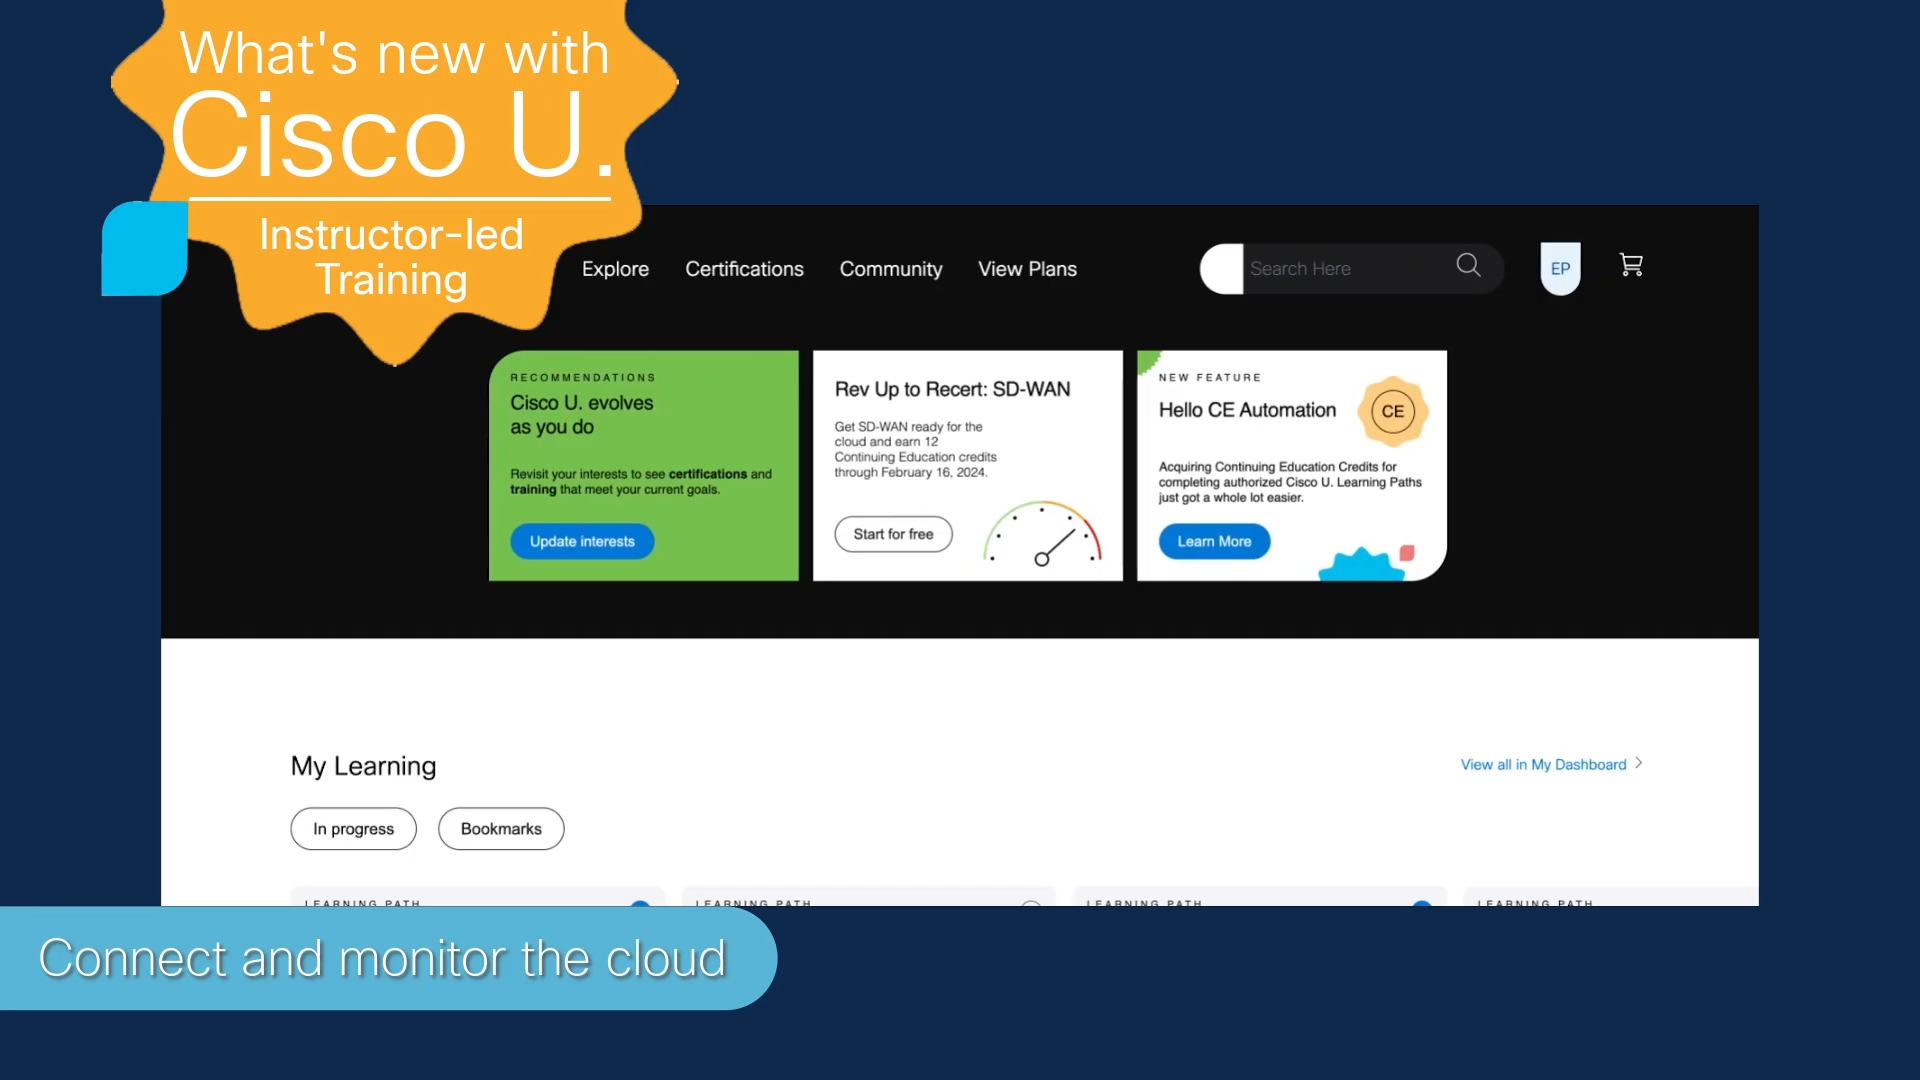 What's new with
Cisco U.
Instructor-led
Training
Explore
Certifications
Community
View Plans
Search Here
EP
RECOMMENDATIONS
Cisco U. evolves
as you do
Revisit your interests to see certifications and
training that meet your current goals.
Update interests
Rev Up to Recert: SD-WAN
Get SD-WAN ready for the
cloud and earn 12
Continuing Education credits
through February 16, 2024.
Start for free
NEW FEATURE
Hello CE Automation
CE
Acquiring Continuing Education Credits for
completing authorized Cisco U. Learning Paths
just got a whole lot easier.
Learn More
My Learning
View all in My Dashboard
In progress
Bookmarks
LEARNING PATH
LEARNING PATH
LEARNING PATH
LEARNING PATH
Connect and monitor the cloud